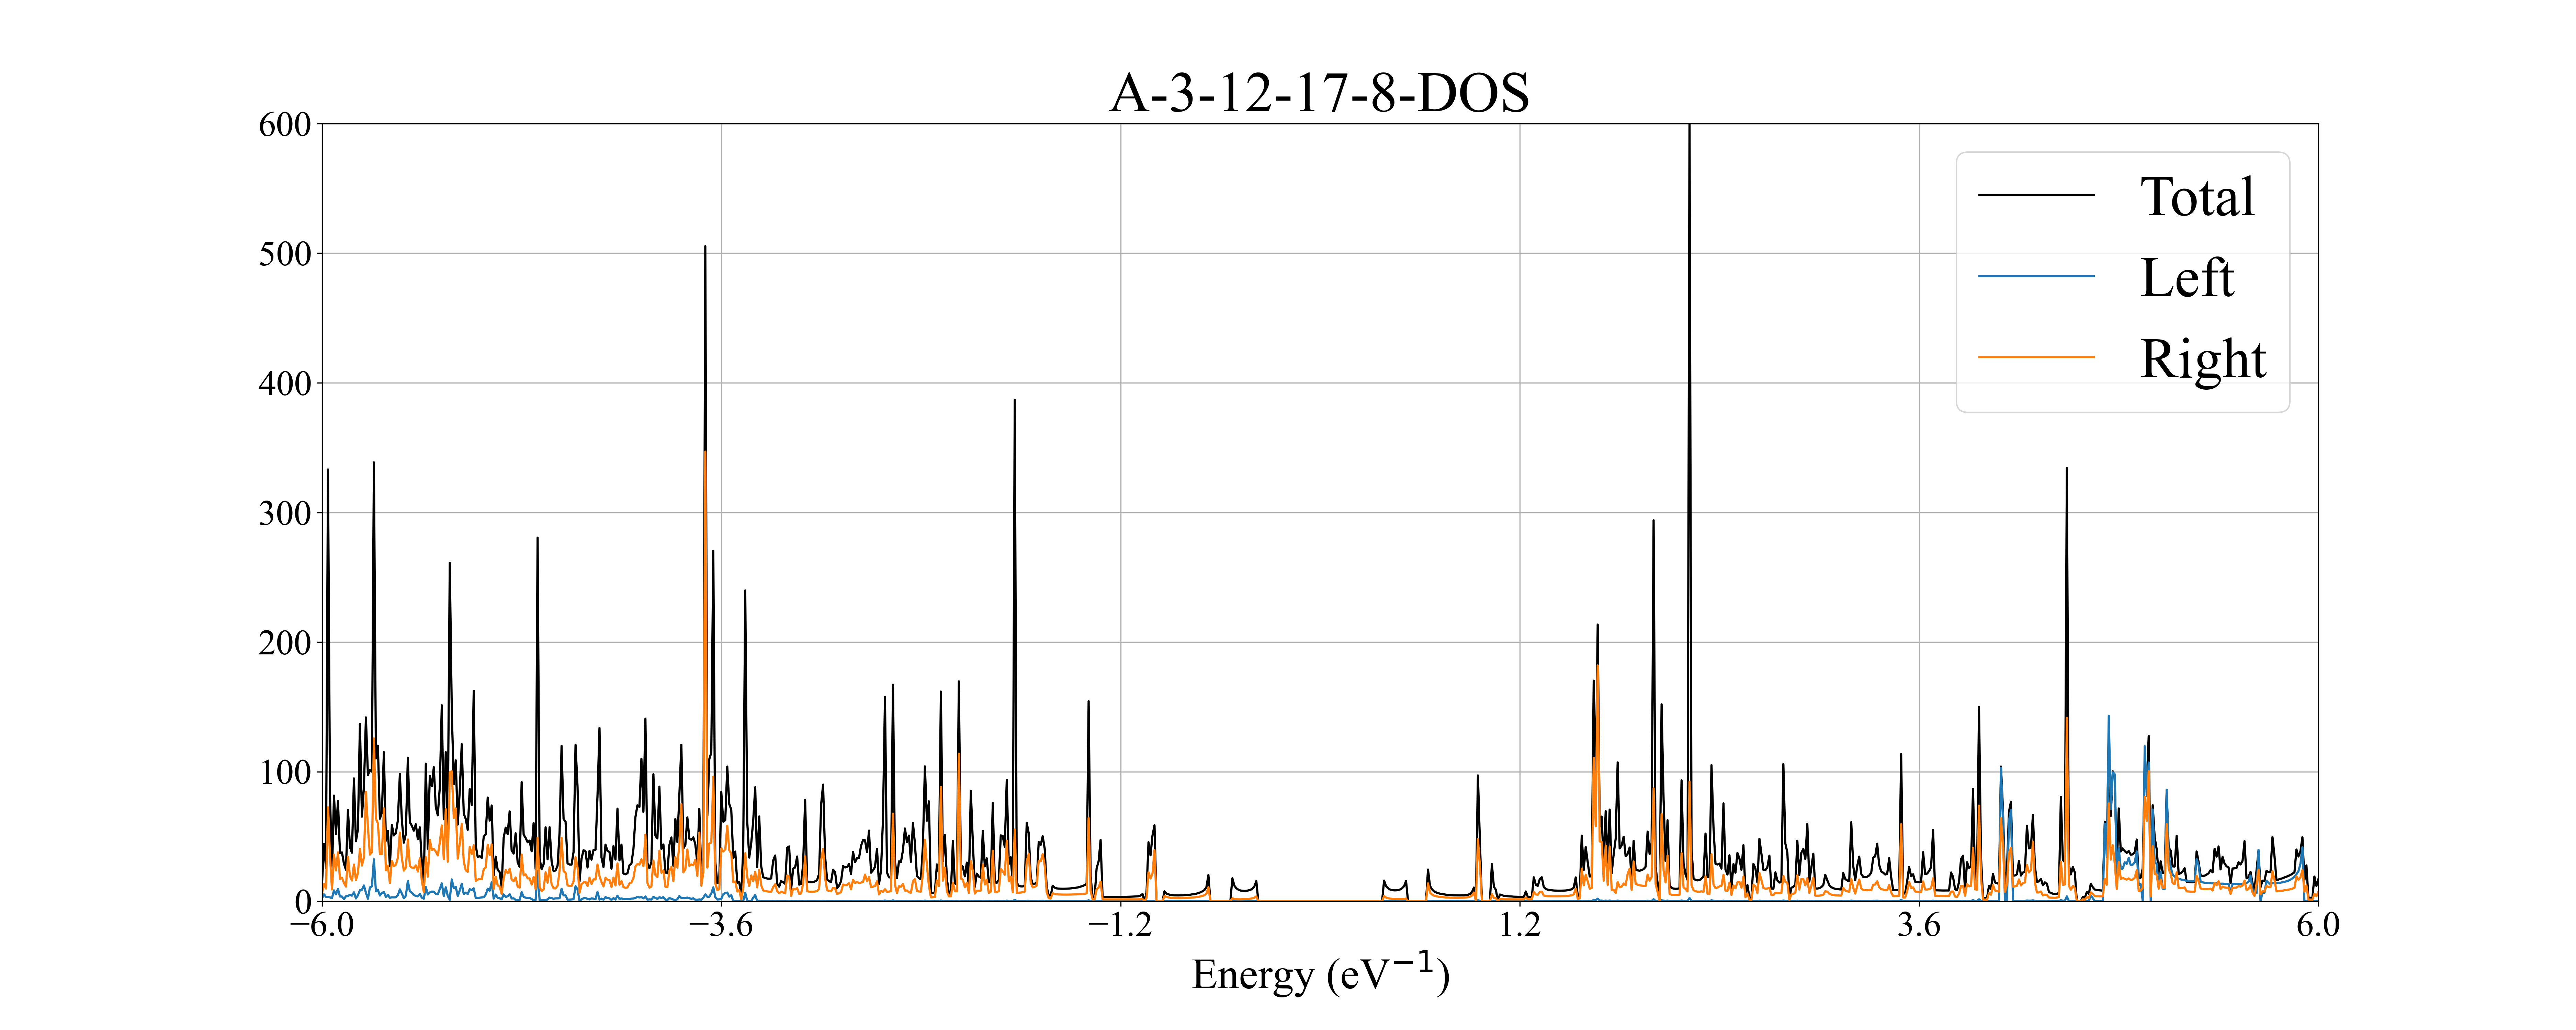 A-3-12-17-8-DOS
600
500
400
300
200
100
0
−6.0 −3.6 −1.2 1.2 3.6 6.0
Energy (eV⁻¹)
Total
Left
Right